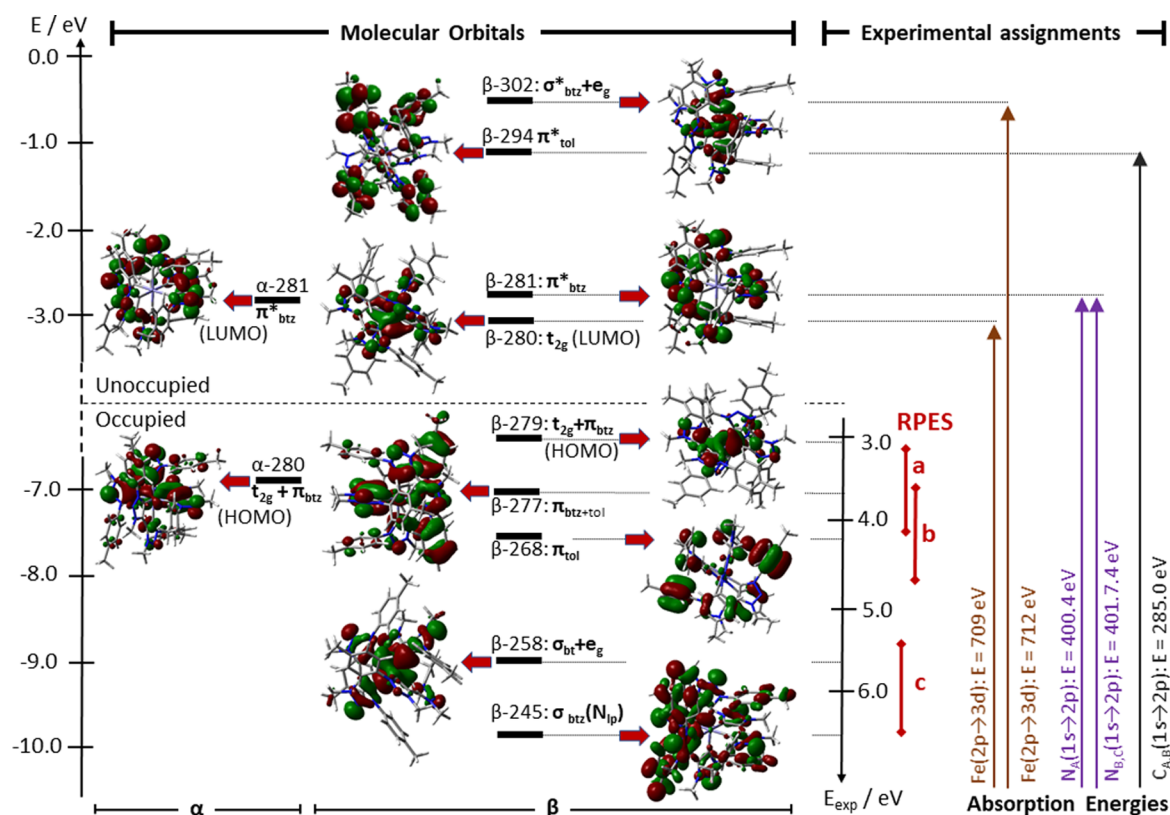 E / eV
Molecular Orbitals
Experimental assignments
0.0
-1.0
-2.0
-3.0
-7.0
-8.0
-9.0
-10.0
Unoccupied
Occupied
α-281
π*btz
(LUMO)
α-280
t2g + πbtz
(HOMO)
β-302: σ*btz+eg
β-294 π*tol
β-281: π*btz
β-280: t2g (LUMO)
β-279: t2g+πbtz
(HOMO)
β-277: πbtz+tol
β-268: πtol
β-258: σbt+eg
β-245: σbtz(Nlp)
RPES
a
b
c
3.0
4.0
5.0
6.0
Eexp / eV
Fe(2p→3d): E = 709 eV
Fe(2p→3d): E = 712 eV
NA(1s→2p): E = 400.4 eV
NB,C(1s→2p): E = 401.7.4 eV
CA,B(1s→2p): E = 285.0 eV
α
β
Absorption Energies